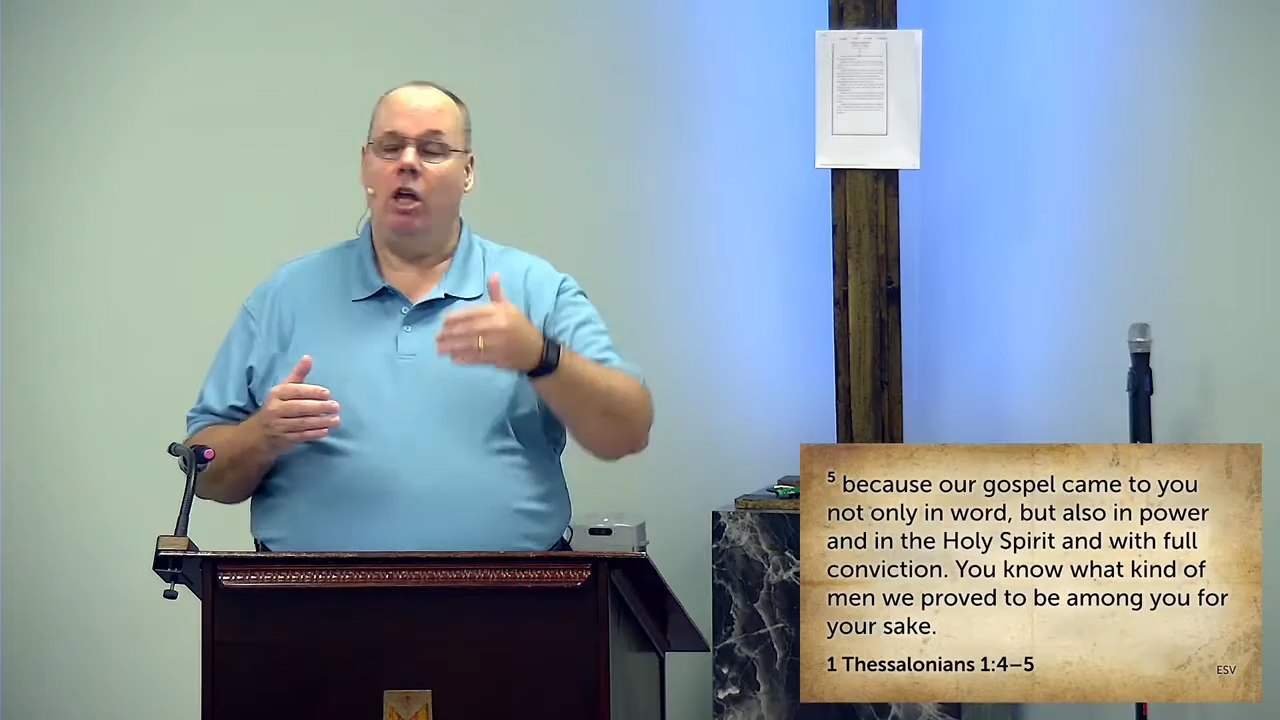 5 because our gospel came to you
not only in word, but also in power
and in the Holy Spirit and with full
conviction. You know what kind of
men we proved to be among you for
your sake.
1 Thessalonians 1:4–5
ESV